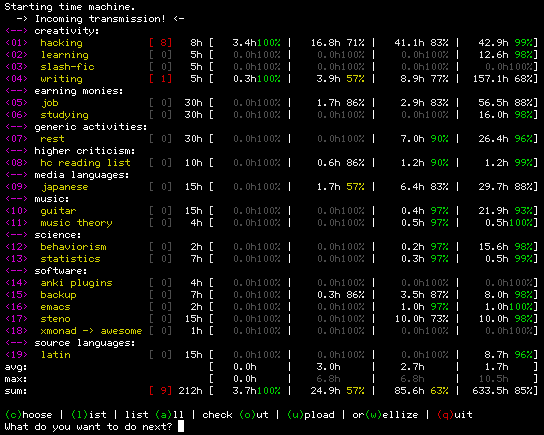 Starting time machine.
-> Incoming transmission! <-
<--> creativity:
<01> hacking [ 8] 8h [ 3.4h100% | 16.8h 71% | 41.1h 83% | 42.9h 99%
<02> learning [ 0] 5h [ 0.0h100% | 0.0h100% | 0.0h100% | 12.6h 98%
<03> slash-fic [ 0] 5h [ 0.0h100% | 0.0h100% | 0.0h100% | 0.0h100%
<04> writing [ 1] 5h [ 0.3h100% | 3.9h 57% | 8.9h 77% | 157.1h 68%
<--> earning monies:
<05> job [ 0] 30h [ 0.0h100% | 1.7h 86% | 2.9h 83% | 56.5h 88%
<06> studying [ 0] 30h [ 0.0h100% | 0.0h100% | 0.0h100% | 16.0h 98%
<--> generic activities:
<07> rest [ 0] 30h [ 0.0h100% | 0.0h100% | 7.0h 90% | 26.4h 96%
<--> higher criticism:
<08> hc reading list [ 0] 10h [ 0.0h100% | 0.6h 86% | 1.2h 90% | 1.2h 99%
<--> media languages:
<09> japanese [ 0] 15h [ 0.0h100% | 1.7h 57% | 6.4h 83% | 29.7h 88%
<--> music:
<10> guitar [ 0] 15h [ 0.0h100% | 0.0h100% | 0.4h 97% | 21.9h 93%
<11> music theory [ 0] 4h [ 0.0h100% | 0.0h100% | 0.5h 97% | 0.5h100%
<--> science:
<12> behaviorism [ 0] 2h [ 0.0h100% | 0.0h100% | 0.2h 97% | 15.6h 98%
<13> statistics [ 0] 7h [ 0.0h100% | 0.0h100% | 0.3h 97% | 0.5h 99%
<--> software:
<14> anki plugins [ 0] 4h [ 0.0h100% | 0.0h100% | 0.0h100% | 0.0h100%
<15> backup [ 0] 7h [ 0.0h100% | 0.3h 86% | 3.5h 87% | 8.0h 98%
<16> emacs [ 0] 2h [ 0.0h100% | 0.0h100% | 1.0h 97% | 1.0h100%
<17> steno [ 0] 15h [ 0.0h100% | 0.0h100% | 10.0h 73% | 10.0h 98%
<18> xmonad -> awesome [ 0] 1h [ 0.0h100% | 0.0h100% | 0.0h100% | 0.0h100%
<--> source languages:
<19> latin [ 0] 15h [ 0.0h100% | 0.0h100% | 0.0h100% | 8.7h 96%
avg: [ 0.0h | 3.0h | 2.7h | 1.7h
max: [ | 6.8h | 6.8h | 10.5h
sum: [ 9] 212h [ 3.7h100% | 24.9h 57% | 85.6h 63% | 633.5h 85%
(c)hoose | (l)ist | list (a)ll | check (o)ut | (u)pload | or(w)ellize | (q)uit
What do you want to do next?